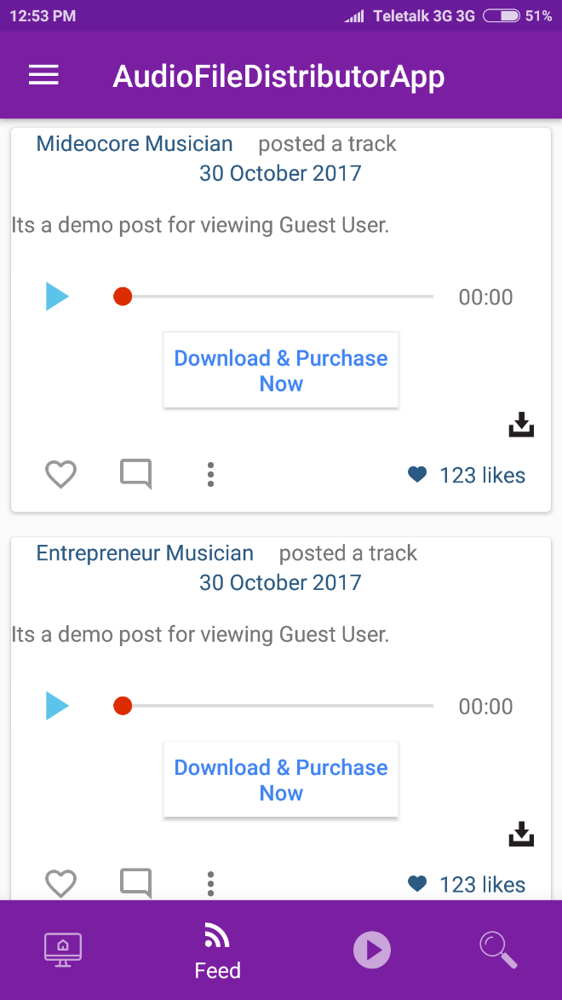 12:53 PM Teletalk 3G 3G 51%
AudioFileDistributorApp
Mideocore Musician posted a track
30 October 2017
Its a demo post for viewing Guest User.
00:00
Download & Purchase
Now
123 likes
Entrepreneur Musician posted a track
30 October 2017
Its a demo post for viewing Guest User.
00:00
Download & Purchase
Now
123 likes
Feed